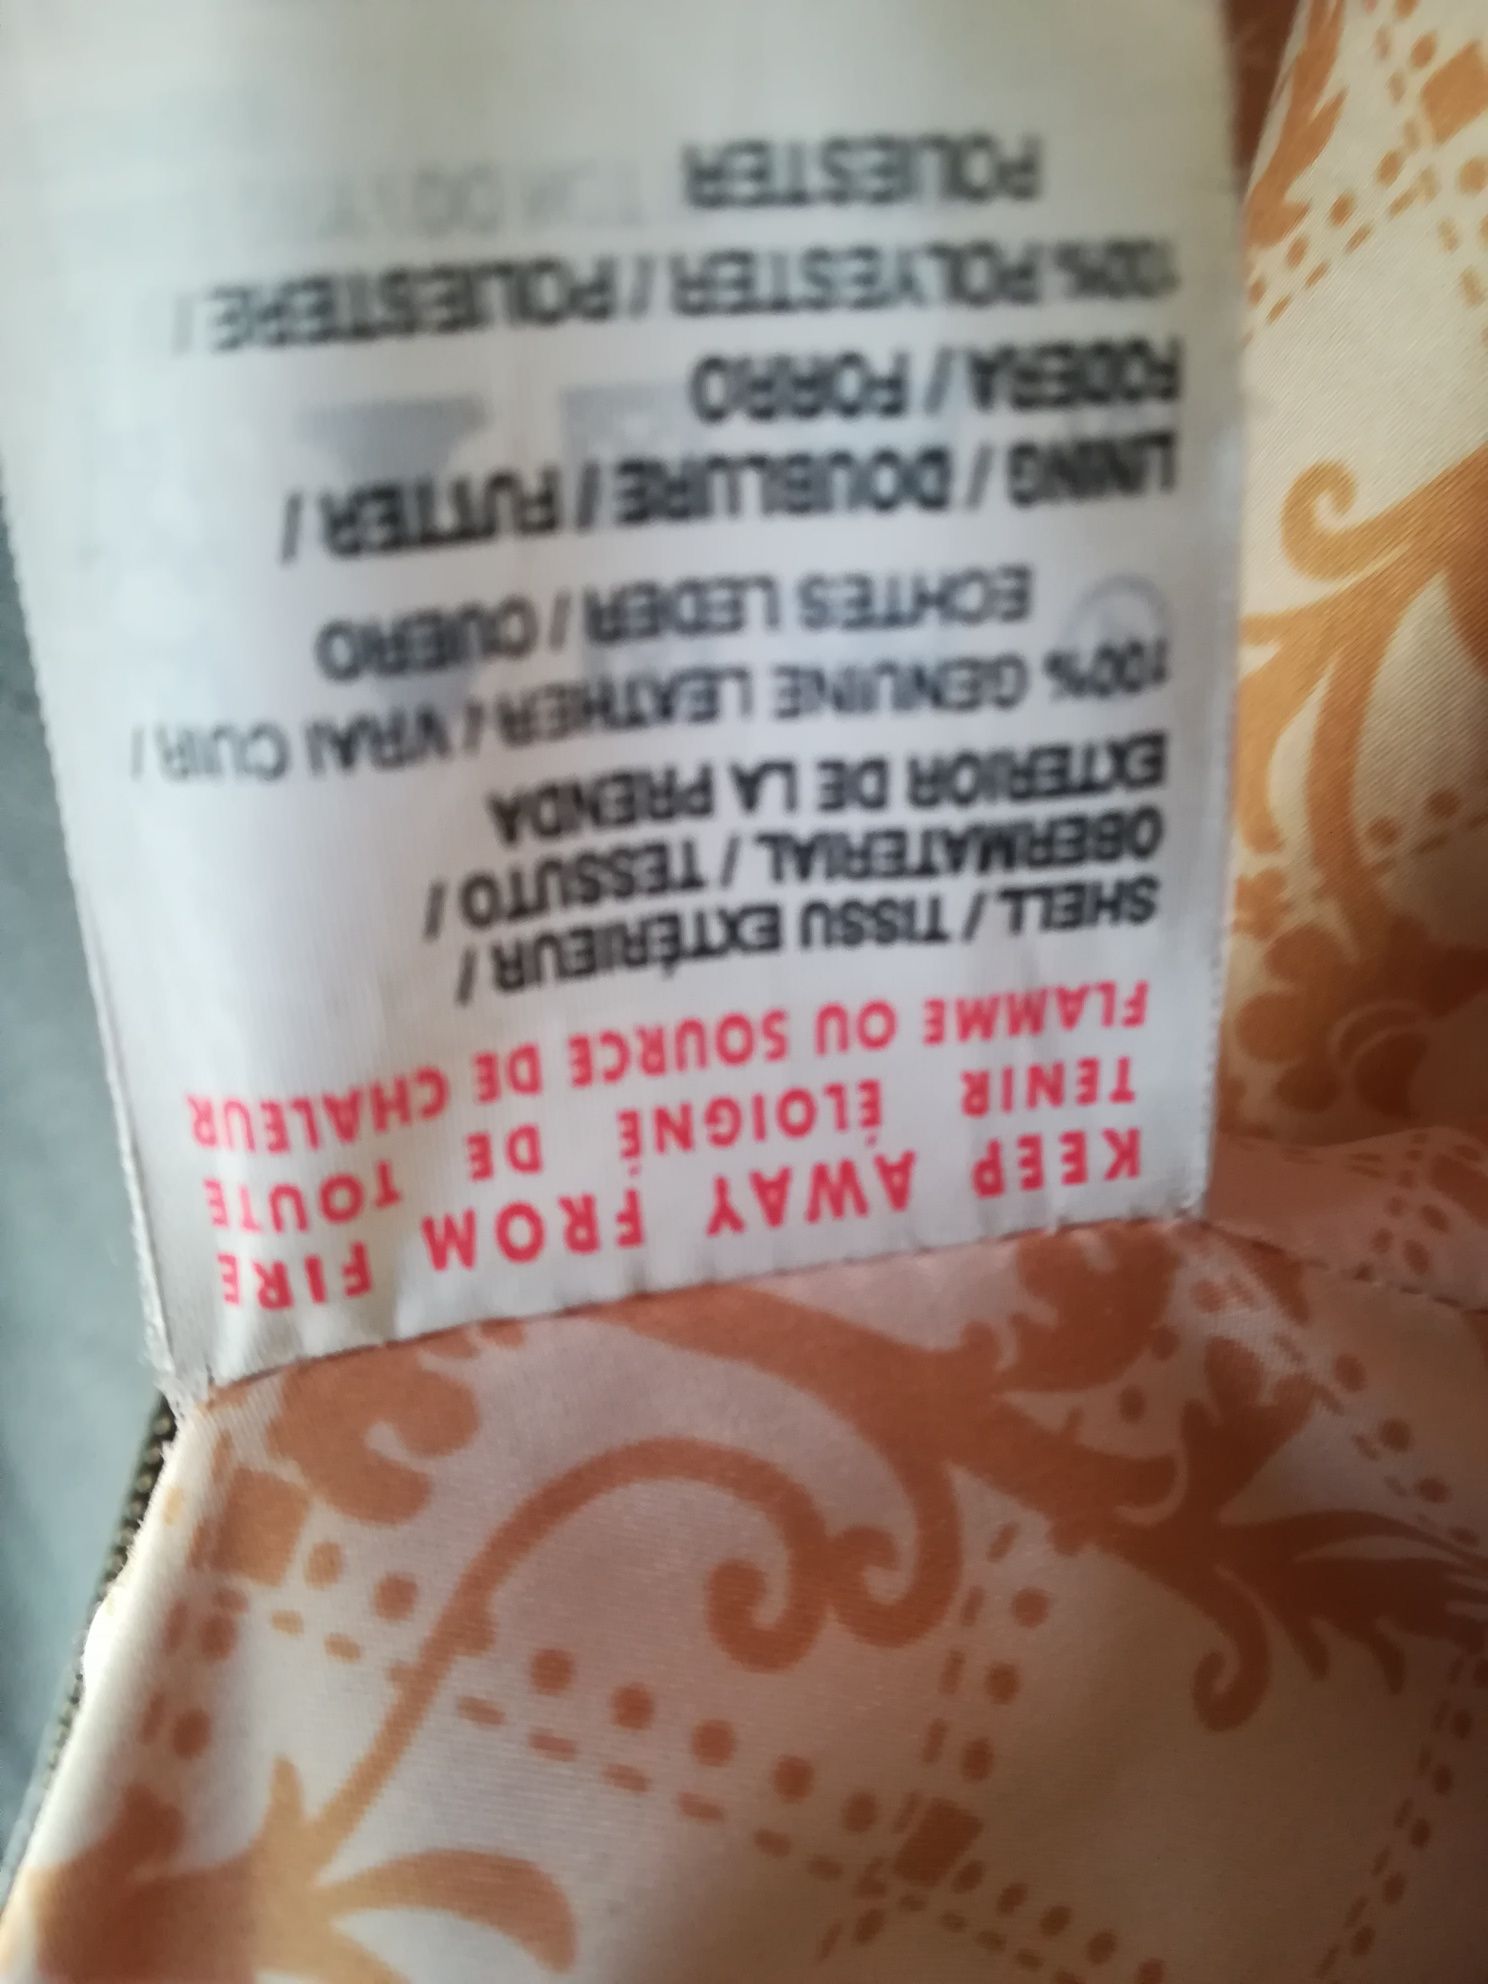 KEEP AWAY FROM FIRE
TENIR ÉLOIGNÉ DE TOUTE
FLAMME OU SOURCE DE CHALEUR
SHELL / TISSU EXTÉRIEUR /
OBERMATERIAL / TESSUTO /
EXTERIOR DE LA PRENDA
100% GENUINE LEATHER / VRAI CUIR /
ECHTES LEDER / CUERO
LINING / DOUBLURE / FUTTER /
FODERA / FORRO
100% POLYESTER / POLIESTERE /
POLIESTER